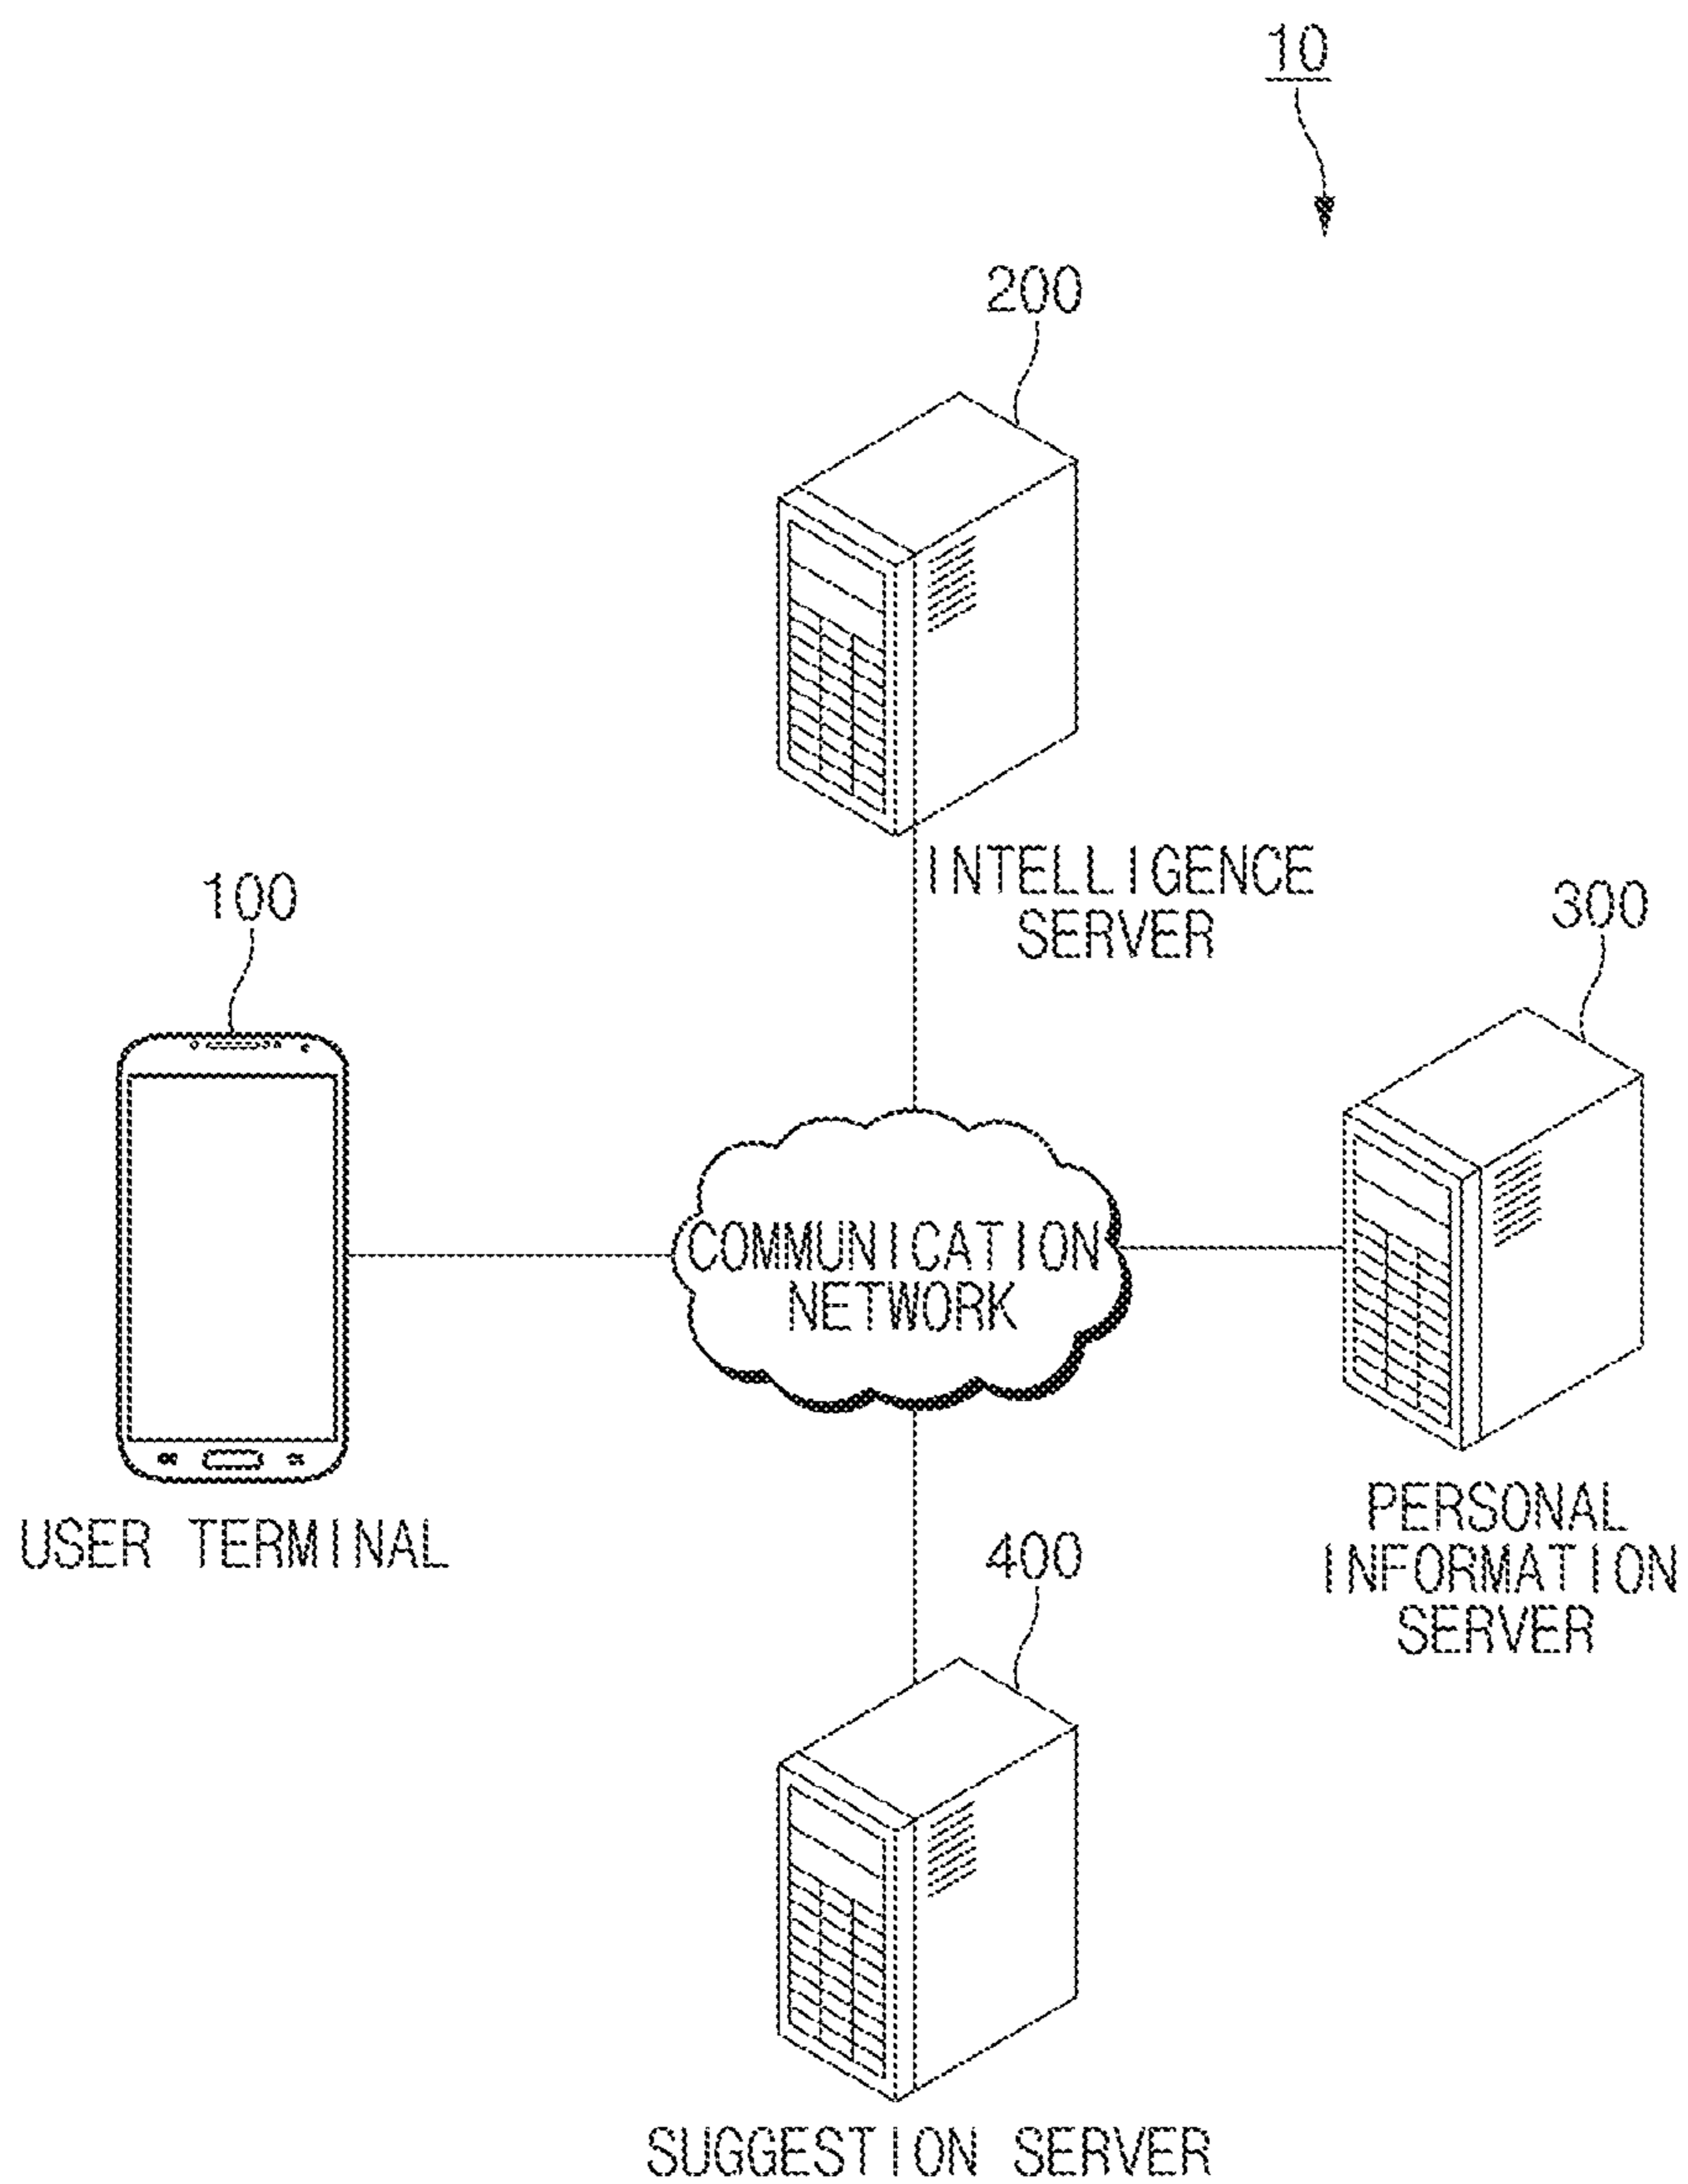 10
200
INTELLIGENCE
SERVER
100
300
COMMUNICATION
NETWORK
USER TERMINAL
PERSONAL
INFORMATION
SERVER
400
SUGGESTION SERVER